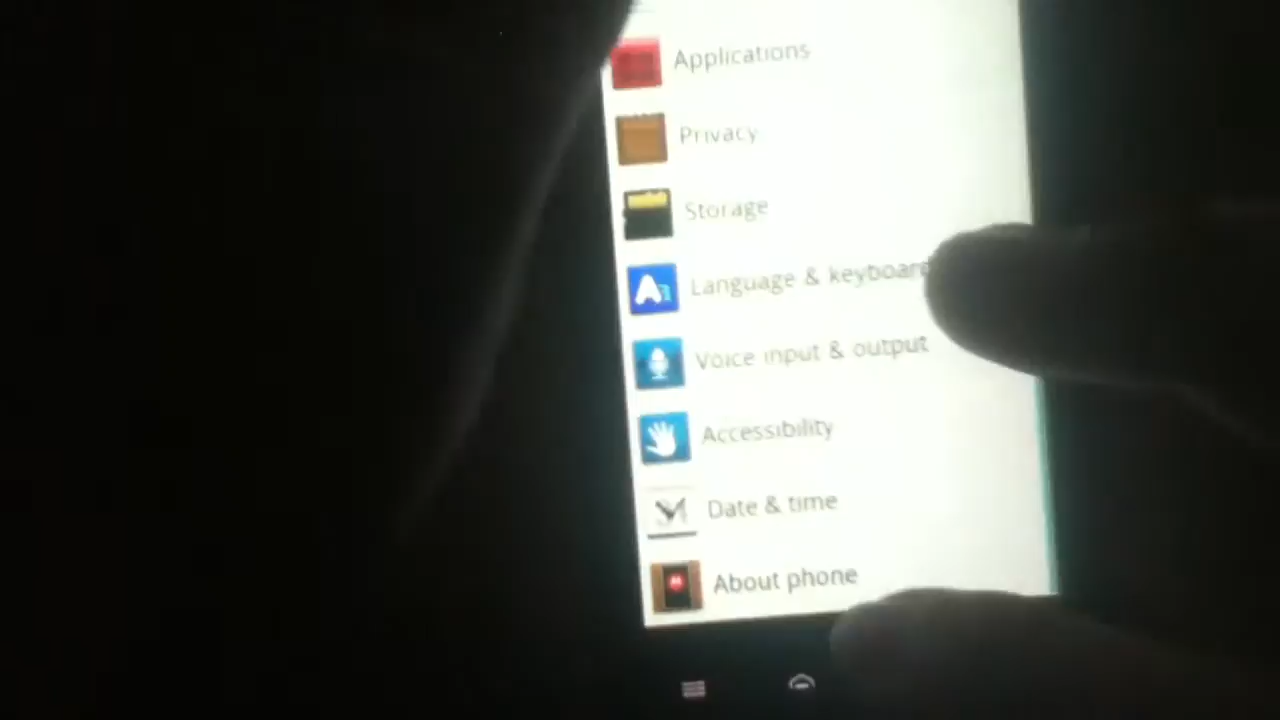 Applications
Privacy
Storage
Language & keyboard
Voice input & output
Accessibility
Date & time
About phone